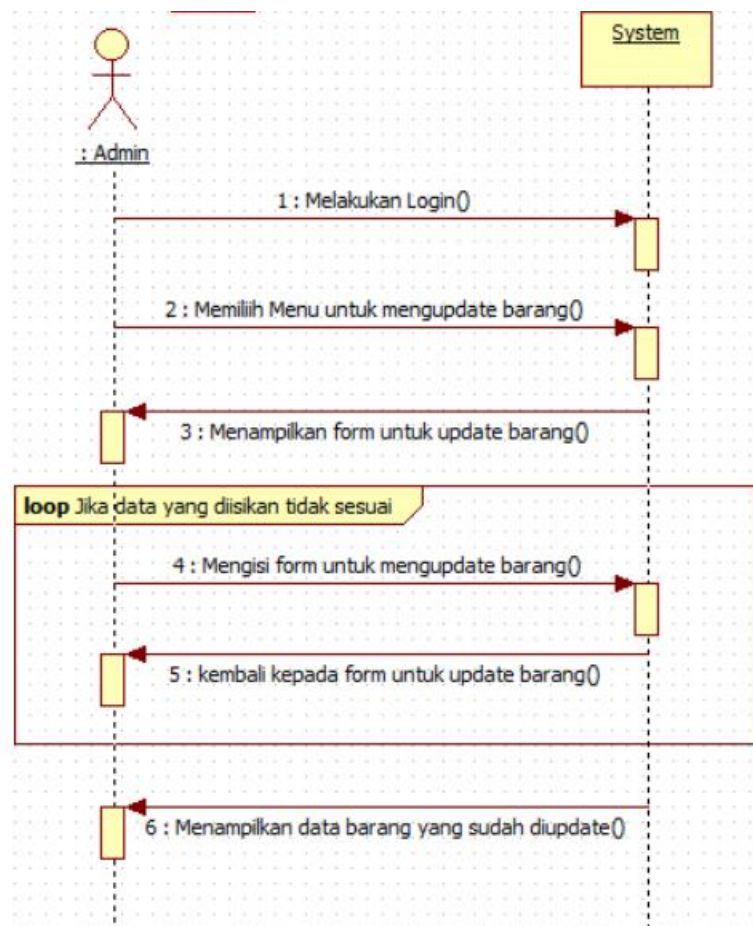 System
: Admin
1 : Melakukan Login()
2 : Memiliih Menu untuk mengupdate barang()
3 : Menampilkan form untuk update barang()
loop Jika data yang diisikan tidak sesuai
4 : Mengisi form untuk mengupdate barang()
5 : kembali kepada form untuk update barang()
6 : Menampilkan data barang yang sudah diupdate()